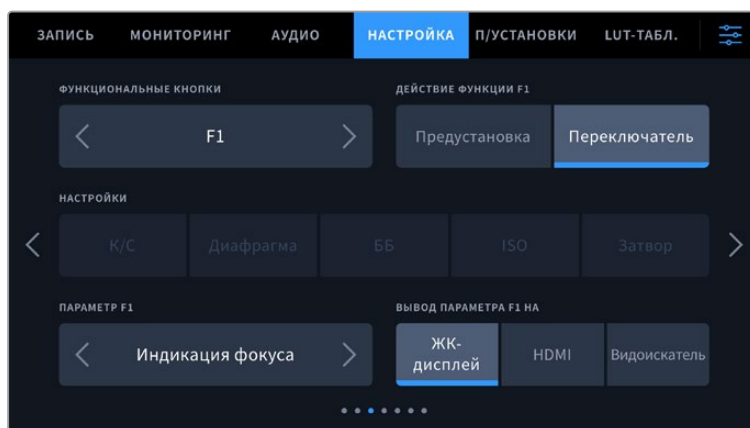 ЗАПИСЬ МОНИТОРИНГ АУДИО НАСТРОЙКА П/УСТАНОВКИ LUT-ТАБЛ.
ФУНКЦИОНАЛЬНЫЕ КНОПКИ ДЕЙСТВИЕ ФУНКЦИИ F1
F1 Предустановка Переключатель
НАСТРОЙКИ
К/С Диафрагма ББ ISO Затвор
ПАРАМЕТР F1 ВЫВОД ПАРАМЕТРА F1 НА
Индикация фокуса ЖК-
дисплей HDMI Видоискатель